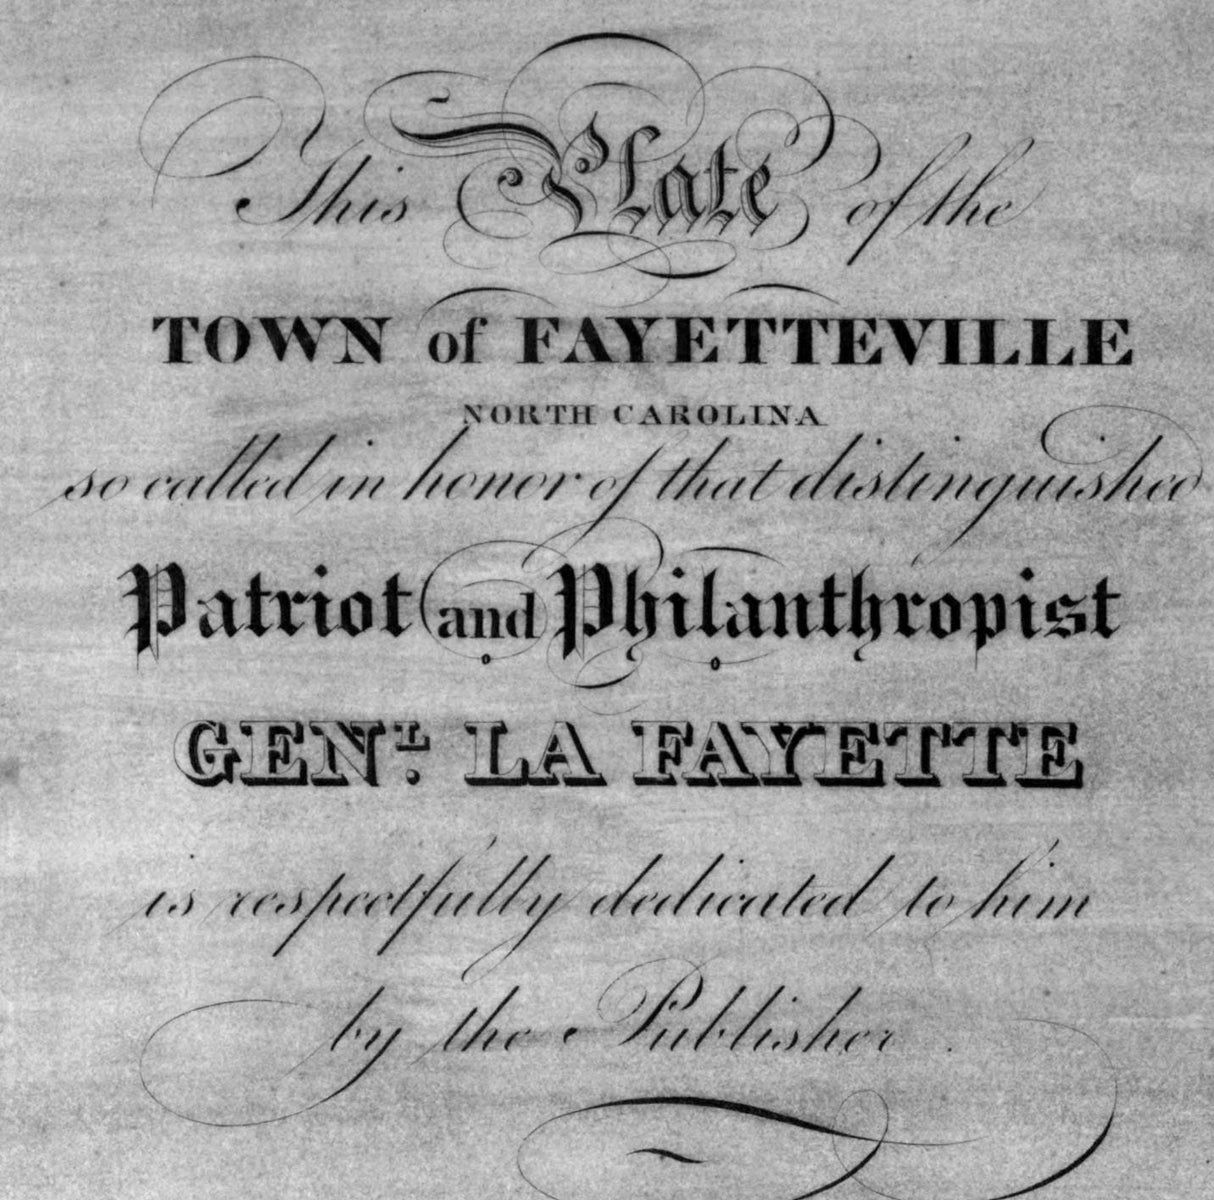 This Plate of the
TOWN of FAYETTEVILLE
NORTH CAROLINA
so called in honor of that distinguished
Patriot and Philanthropist
GENL. LA FAYETTE
is respectfully dedicated to him
by the Publisher.